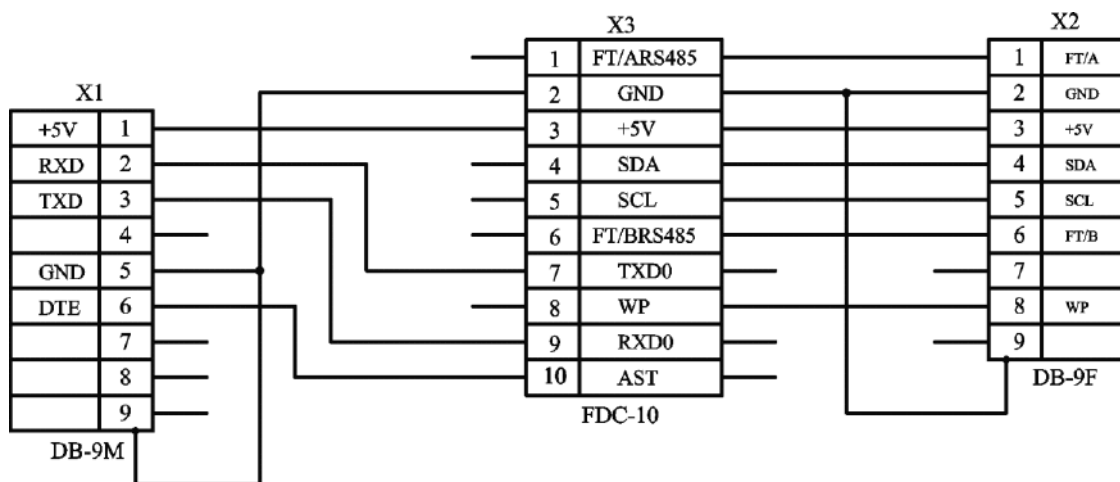 X1
+5V 1
RXD 2
TXD 3
4
GND 5
DTE 6
7
8
9
DB-9M
X3
1 FT/ARS485
2 GND
3 +5V
4 SDA
5 SCL
6 FT/BRS485
7 TXD0
8 WP
9 RXD0
10 AST
FDC-10
X2
1 FT/A
2 GND
3 +5V
4 SDA
5 SCL
6 FT/B
7
8 WP
9
DB-9F